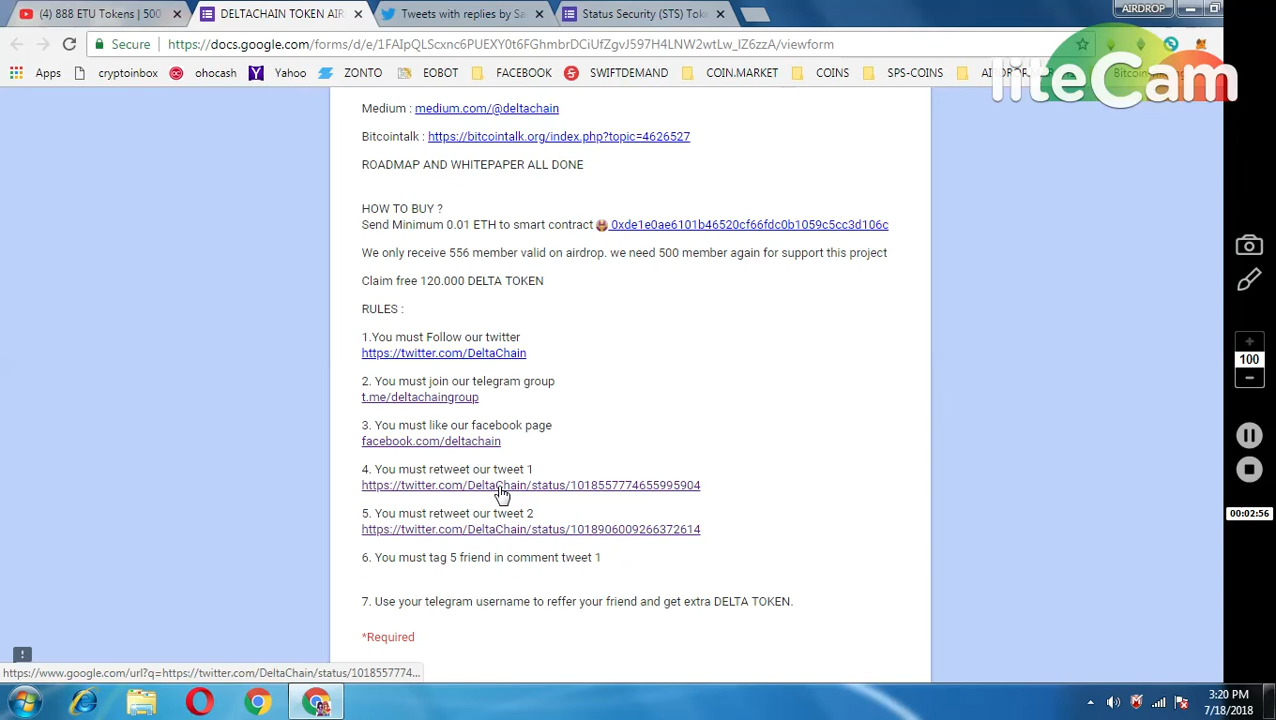 (4) 888 ETU Tokens | 500
DELTACHAIN TOKEN AIR
Tweets with replies by Sa
Status Security (STS) Tok
AIRDROP
Secure
https://docs.google.com/forms/d/e/1FAIpQLScxnc6PUEXY0t6FGhmbrDCiUfZgvJ597H4LNW2wtLw_lZ6zzA/viewform
Apps
cryptoinbox
ohocash
Yahoo
ZONTO
EOBOT
FACEBOOK
SWIFTDEMAND
COIN.MARKET
COINS
SPS-COINS
liteCam
Medium : medium.com/@deltachain
Bitcointalk : https://bitcointalk.org/index.php?topic=4626527
ROADMAP AND WHITEPAPER ALL DONE
HOW TO BUY ?
Send Minimum 0.01 ETH to smart contract 0xde1e0ae6101b46520cf66fdc0b1059c5cc3d106c
We only receive 556 member valid on airdrop. we need 500 member again for support this project
Claim free 120.000 DELTA TOKEN
RULES :
1.You must Follow our twitter
https://twitter.com/DeltaChain
2. You must join our telegram group
t.me/deltachaingroup
3. You must like our facebook page
facebook.com/deltachain
4. You must retweet our tweet 1
https://twitter.com/DeltaChain/status/1018557774655995904
5. You must retweet our tweet 2
https://twitter.com/DeltaChain/status/1018906009266372614
6. You must tag 5 friend in comment tweet 1
7. Use your telegram username to reffer your friend and get extra DELTA TOKEN.
*Required
https://www.google.com/url?q=https://twitter.com/DeltaChain/status/1018557774...
100
00:02:56
3:20 PM
7/18/2018